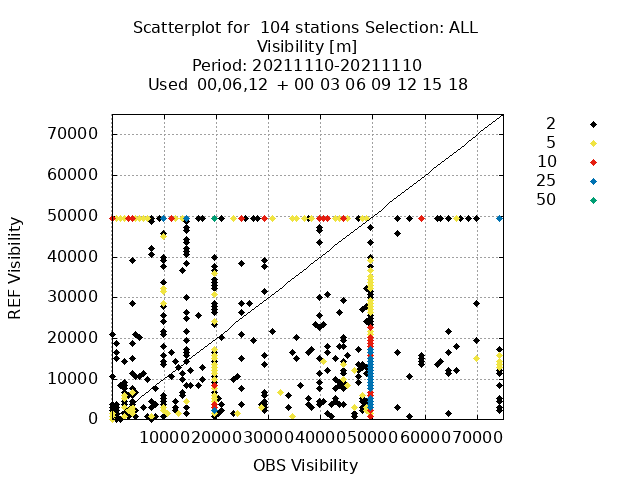 Scatterplot for 104 stations Selection: ALL
Visibility [m]
Period: 20211110-20211110
Used 00,06,12 + 00 03 06 09 12 15 18
2
5
10
25
50
70000
60000
50000
40000
30000
20000
10000
0
REF Visibility
10000 20000 30000 40000 50000 60000 70000
OBS Visibility